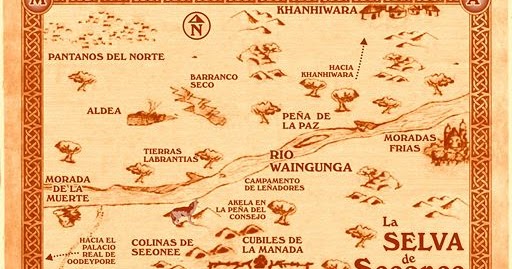 M
A
KHANHIWARA
N
PANTANOS DEL NORTE
HACIA
KHANHIWARA
BARRANCO
SECO
ALDEA
PEÑA DE
LA PAZ
MORADAS
FRIAS
TIERRAS
LABRANTIAS
RIO
WAINGUNGA
MORADA
DE LA
MUERTE
CAMPAMENTO
DE LEÑADORES
AKELA EN
LA PEÑA DEL
CONSEJO
HACIA EL
PALACIO
REAL DE
OODEYPORE
COLINAS DE
SEEONEE
CUBILES DE
LA MANADA
La
SELVA
de